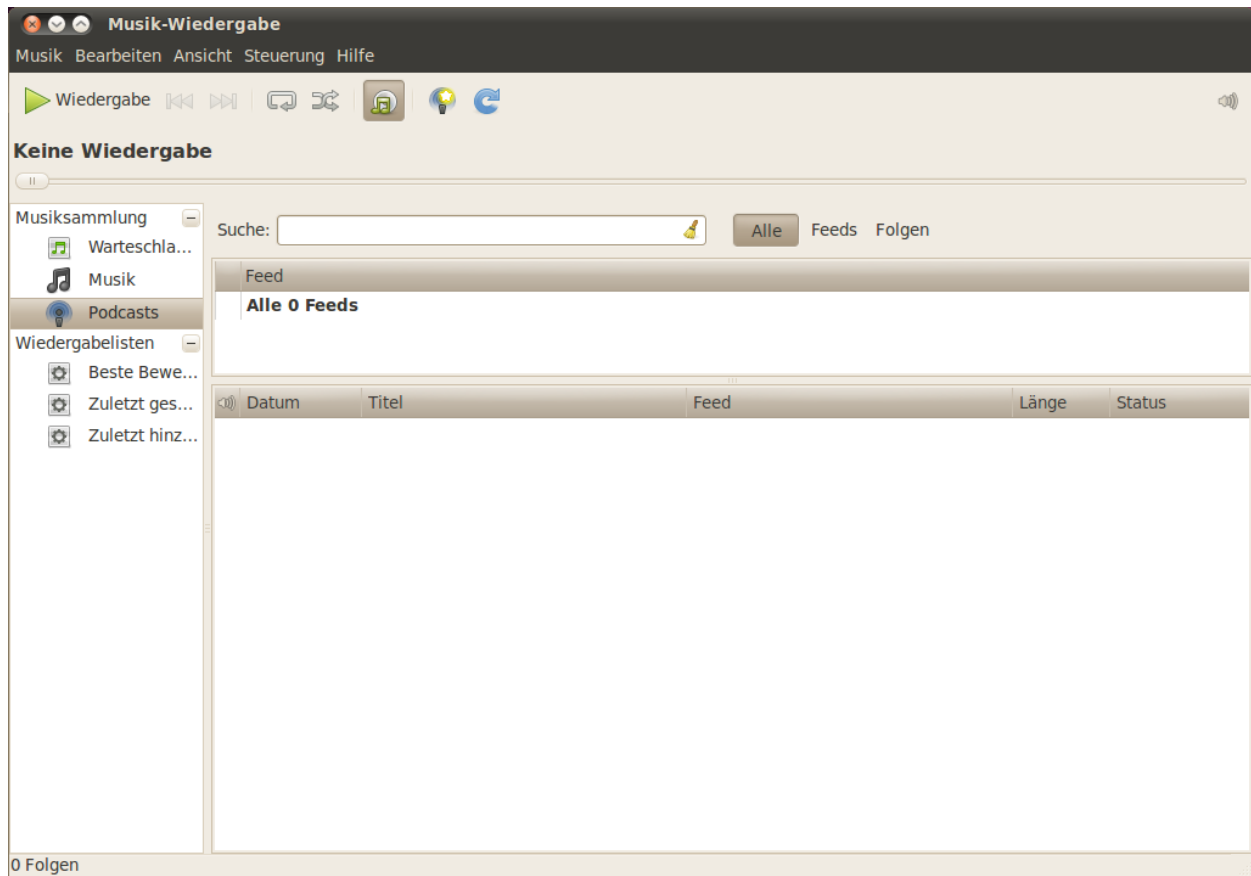 Musik-Wiedergabe
Musik Bearbeiten Ansicht Steuerung Hilfe
Wiedergabe
Keine Wiedergabe
Musiksammlung
Warteschla...
Musik
Podcasts
Wiedergabelisten
Beste Bewe...
Zuletzt ges...
Zuletzt hinz...
Suche: Alle Feeds Folgen
Feed
Alle 0 Feeds
Datum Titel Feed Länge Status
0 Folgen